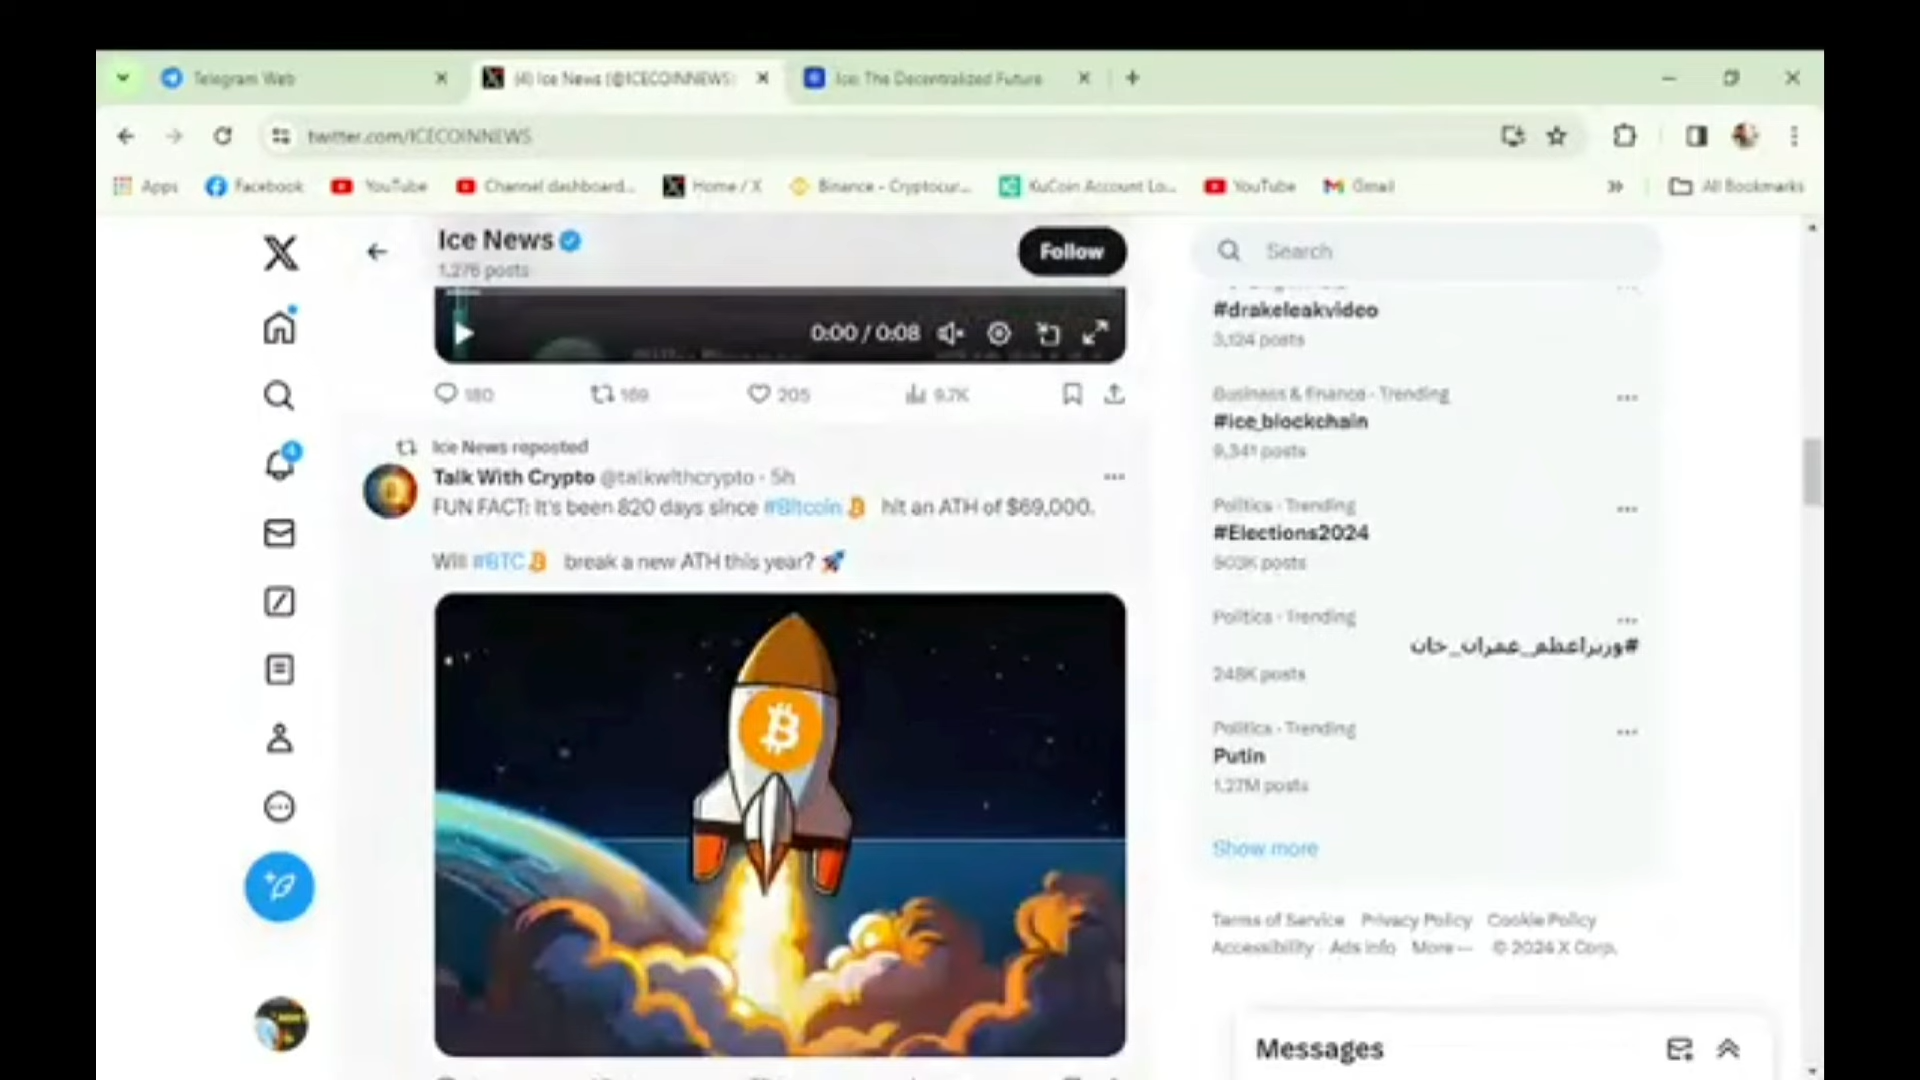 Telegram Web
(4) Ice News (@ICECOINNEWS)
Ice: The Decentralized Future
twitter.com/ICECOINNEWS
Apps
Facebook
YouTube
Channel dashboard...
Home / X
Binance - Cryptocur...
KuCoin Account Lo...
YouTube
Gmail
All Bookmarks
Ice News
1,276 posts
Follow
Search
0:00 / 0:08
180
169
205
9.7K
Ice News reposted
Talk With Crypto @talkwithcrypto · 5h
FUN FACT: It's been 820 days since #Bitcoin hit an ATH of $69,000.
Will #BTC break a new ATH this year?
#drakeleakvideo
3,124 posts
Business & finance · Trending
#ice_blockchain
9,341 posts
Politics · Trending
#Elections2024
503K posts
Politics · Trending
#وزیراعظم_عمران_خان
248K posts
Politics · Trending
Putin
1.27M posts
Show more
Terms of Service Privacy Policy Cookie Policy
Accessibility Ads info More ··· © 2024 X Corp.
4
Messages